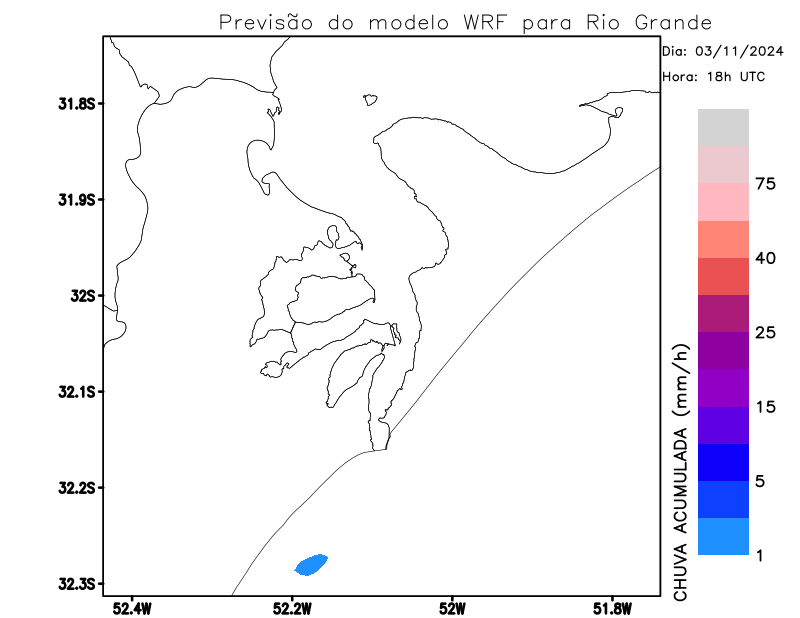 Previsão do modelo WRF para Rio Grande
Dia: 03/11/2024
Hora: 18h UTC
31.8S
31.9S
32S
32.1S
32.2S
32.3S
52.4W
52.2W
52W
51.8W
75
40
25
15
5
1
CHUVA ACUMULADA (mm/h)